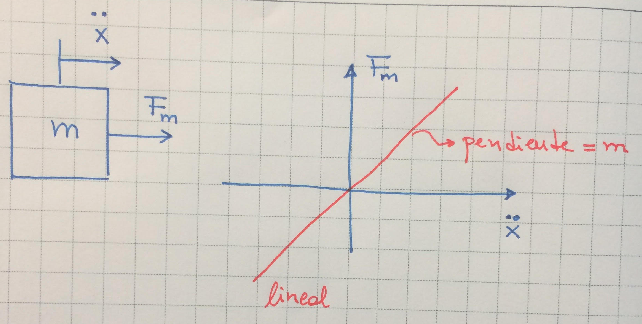 ẍ
Fm
m
Fm
pendiente = m
ẍ
lineal